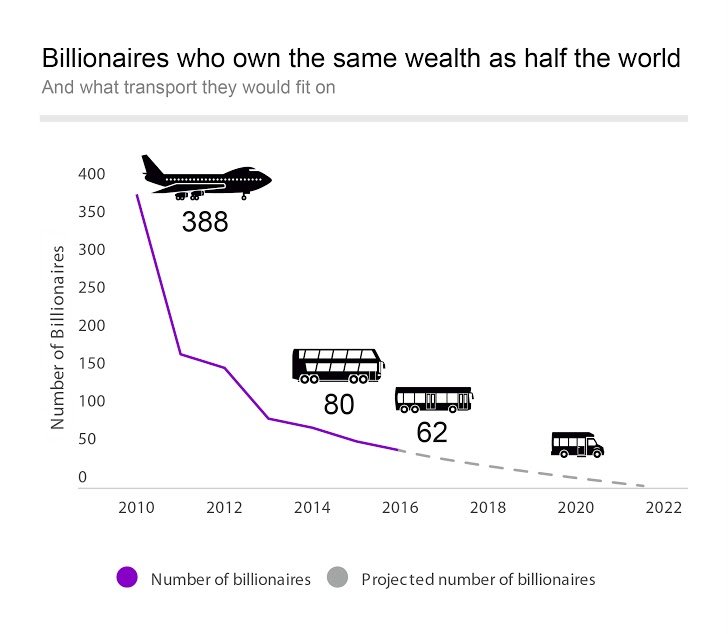 Billionaires who own the same wealth as half the world
And what transport they would fit on
400
388
350
300
Number of Billionaires
250
200
150
80
100
62
50
0
2010 2012 2014 2016 2018 2020 2022
Number of billionaires Projected number of billionaires